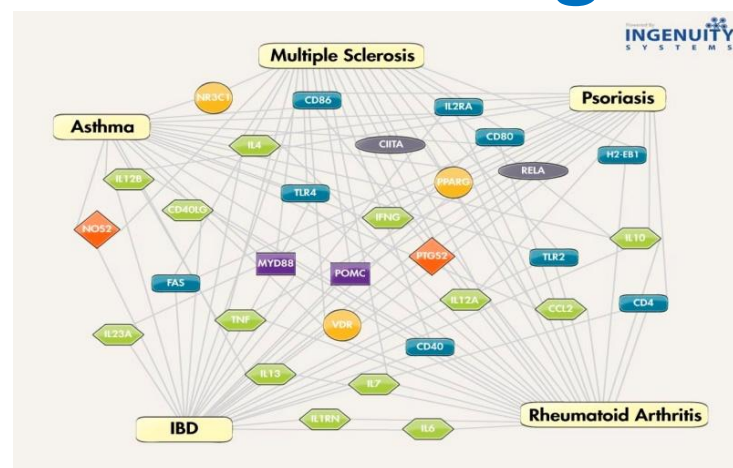 Powered by
INGENUITY
SYSTEMS
Multiple Sclerosis
Psoriasis
NR3C1
CD86
IL2RA
Asthma
CD80
IL4
CIITA
H2-EB1
RELA
IL12B
PPARG
TLR4
CD40LG
IFNG
NOS2
IL10
PTGS2
TLR2
MYD88
POMC
FAS
IL12A
CD4
CCL2
TNF
VDR
IL23A
CD40
IL13
IL7
Rheumatoid Arthritis
IL1RN
IBD
IL6